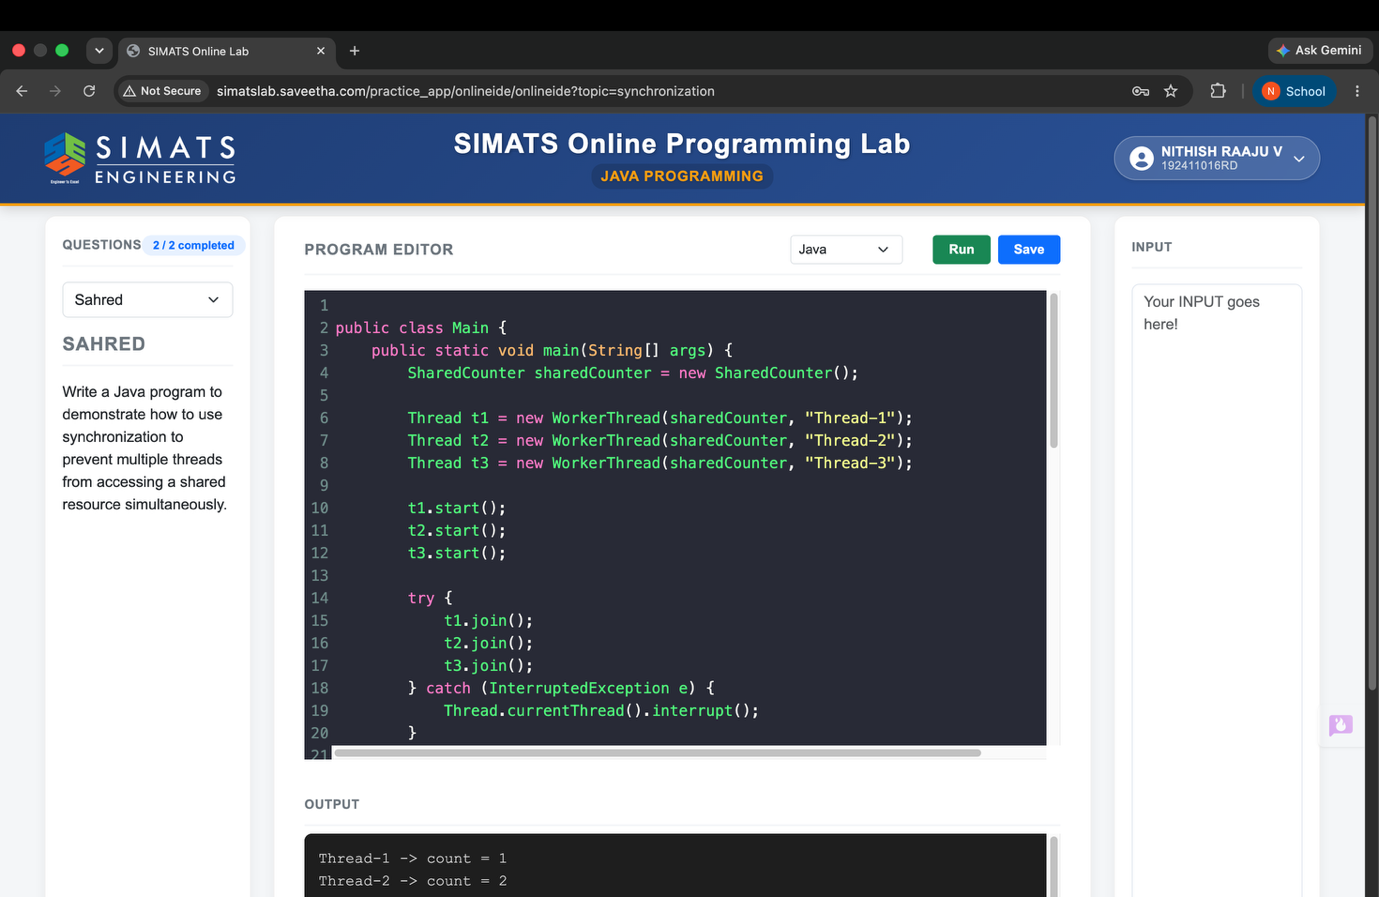 SIMATS Online Lab
Ask Gemini
Not Secure simatslab.saveetha.com/practice_app/onlineide/onlineide?topic=synchronization
N School
SIMATS
ENGINEERING
Engineer to Excel
SIMATS Online Programming Lab
JAVA PROGRAMMING
NITHISH RAAJU V
192411016RD
QUESTIONS 2 / 2 completed
Sahred
SAHRED
Write a Java program to
demonstrate how to use
synchronization to
prevent multiple threads
from accessing a shared
resource simultaneously.
PROGRAM EDITOR
Java
Run
Save
1
2 public class Main {
3     public static void main(String[] args) {
4         SharedCounter sharedCounter = new SharedCounter();
5
6         Thread t1 = new WorkerThread(sharedCounter, "Thread-1");
7         Thread t2 = new WorkerThread(sharedCounter, "Thread-2");
8         Thread t3 = new WorkerThread(sharedCounter, "Thread-3");
9
10         t1.start();
11         t2.start();
12         t3.start();
13
14         try {
15             t1.join();
16             t2.join();
17             t3.join();
18         } catch (InterruptedException e) {
19             Thread.currentThread().interrupt();
20         }
21
OUTPUT
Thread-1 -> count = 1
Thread-2 -> count = 2
INPUT
Your INPUT goes
here!